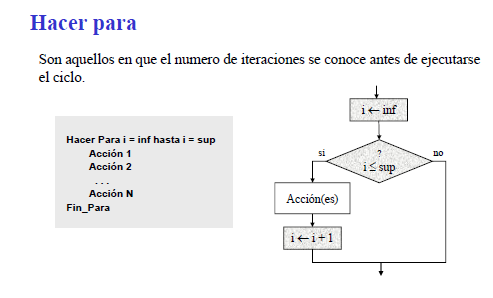 Hacer para
Son aquellos en que el numero de iteraciones se conoce antes de ejecutarse
el ciclo.
Hacer Para i = inf hasta i = sup
Acción 1
Acción 2
. . .
Acción N
Fin_Para
i ← inf
si
?
no
i ≤ sup
Acción(es)
i ← i + 1